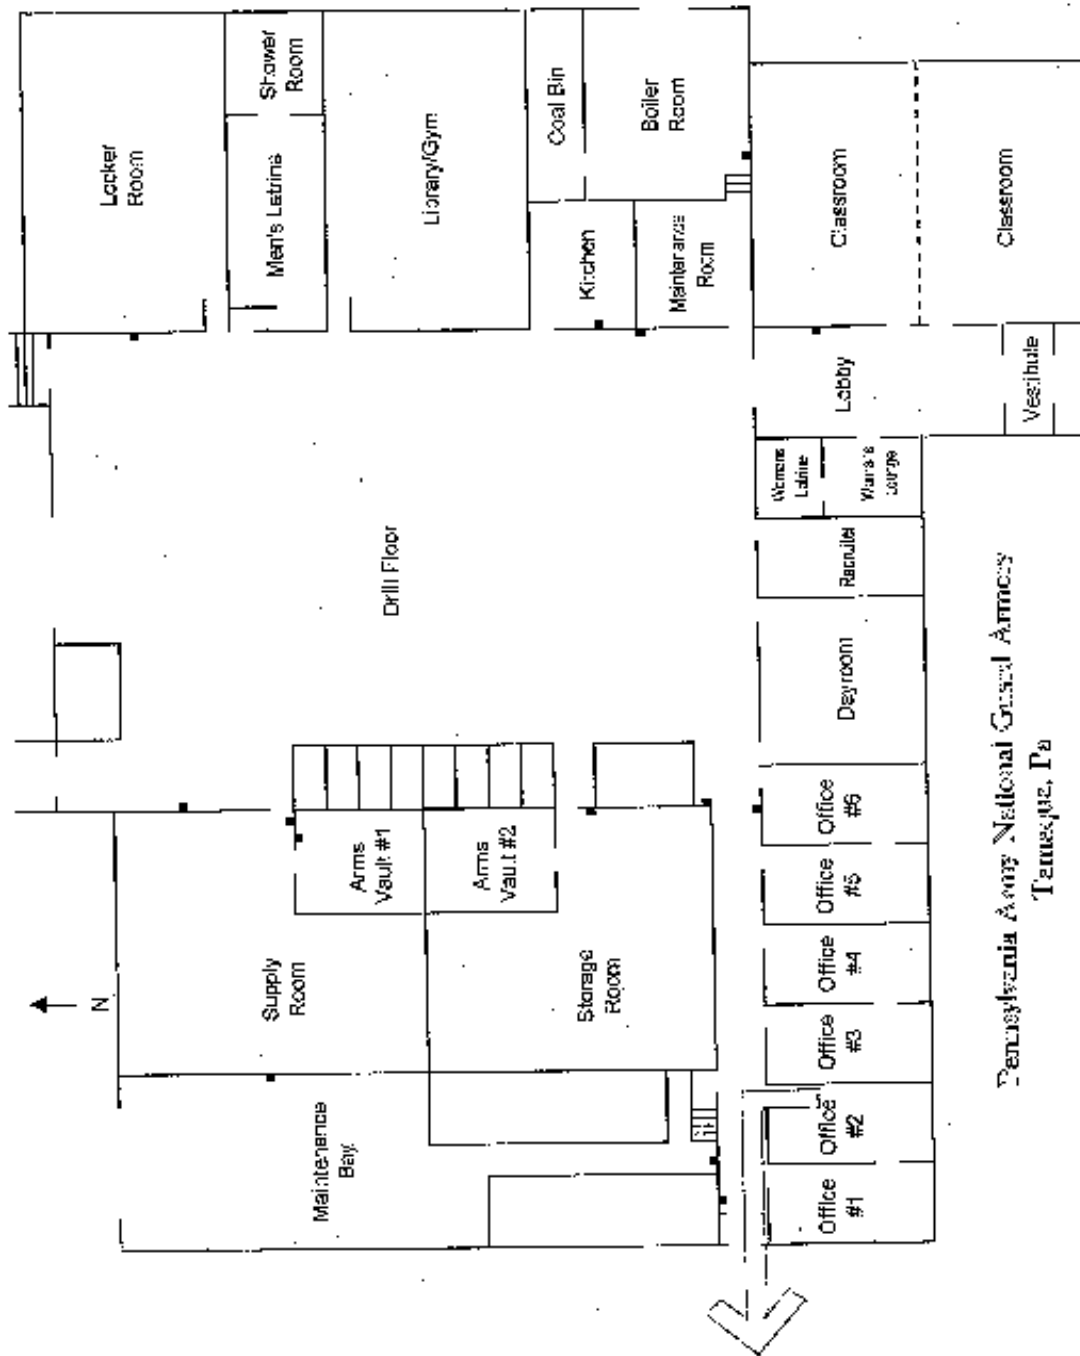 Locker
Room
Shower
Room
Men's Latrine
Library/Gym
Coal Bin
Boiler
Room
Kitchen
Maintenance
Room
Classroom
Classroom
Lobby
Vestibule
Womens
Latrine
Womens
Lounge
Recruiter
Dayroom
Drill Floor
Office
#6
Office
#5
Office
#4
Office
#3
Office
#2
Office
#1
Arms
Vault #1
Arms
Vault #2
Supply
Room
Storage
Room
Maintenance
Bay
N
Pennsylvania Army National Guard Armory
Tamaqua, Pa